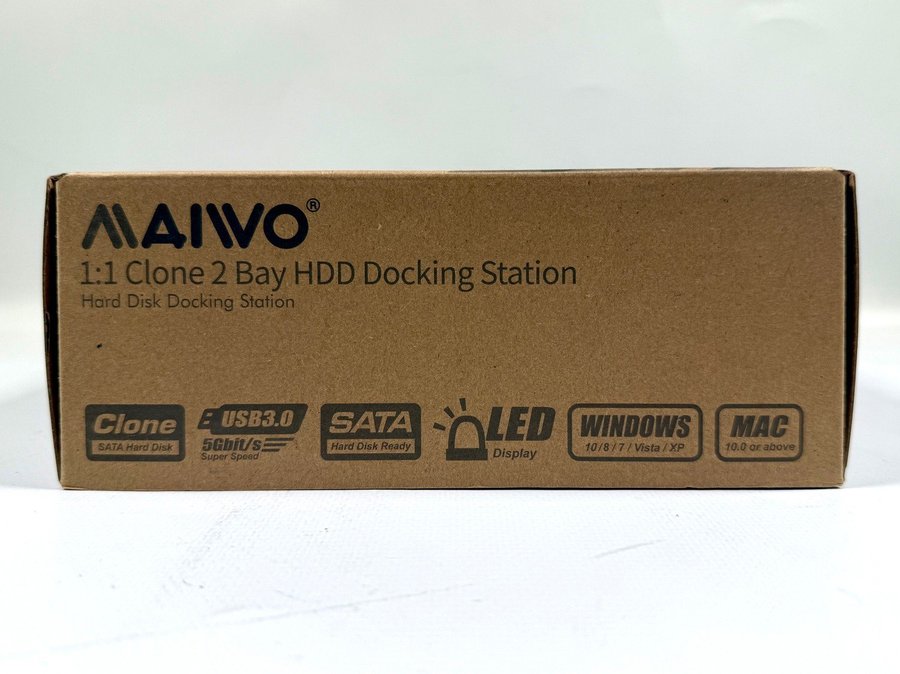 MAIWO®
1:1 Clone 2 Bay HDD Docking Station
Hard Disk Docking Station
Clone
SATA Hard Disk
USB3.0
5Gbit/s
Super Speed
SATA
Hard Disk Ready
LED
Display
WINDOWS
10/8/7/Vista/XP
MAC
10.0 or above